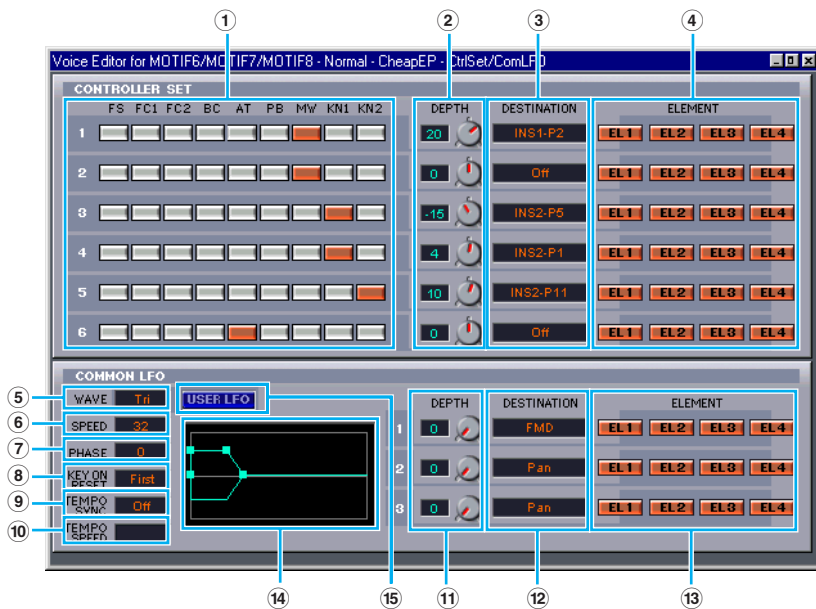 ① ② ③ ④
Voice Editor for MOTIF6/MOTIF7/MOTIF8 - Normal - CheapEP - CtrlSet/ComLFO
CONTROLLER SET
FS FC1 FC2 BC AT PB MW KN1 KN2 DEPTH DESTINATION ELEMENT
1 20 INS1-P2 EL1 EL2 EL3 EL4
2 0 Off EL1 EL2 EL3 EL4
3 -15 INS2-P5 EL1 EL2 EL3 EL4
4 4 INS2-P1 EL1 EL2 EL3 EL4
5 10 INS2-P11 EL1 EL2 EL3 EL4
6 0 Off EL1 EL2 EL3 EL4
COMMON LFO
⑤ WAVE Tri USER LFO DEPTH DESTINATION ELEMENT
⑥ SPEED 32 1 0 FMD EL1 EL2 EL3 EL4
⑦ PHASE 0
⑧ KEY ON RESET First 2 0 Pan EL1 EL2 EL3 EL4
⑨ TEMPO SYNC Off 3 0 Pan EL1 EL2 EL3 EL4
⑩ TEMPO SPEED
⑭ ⑮ ⑪ ⑫ ⑬